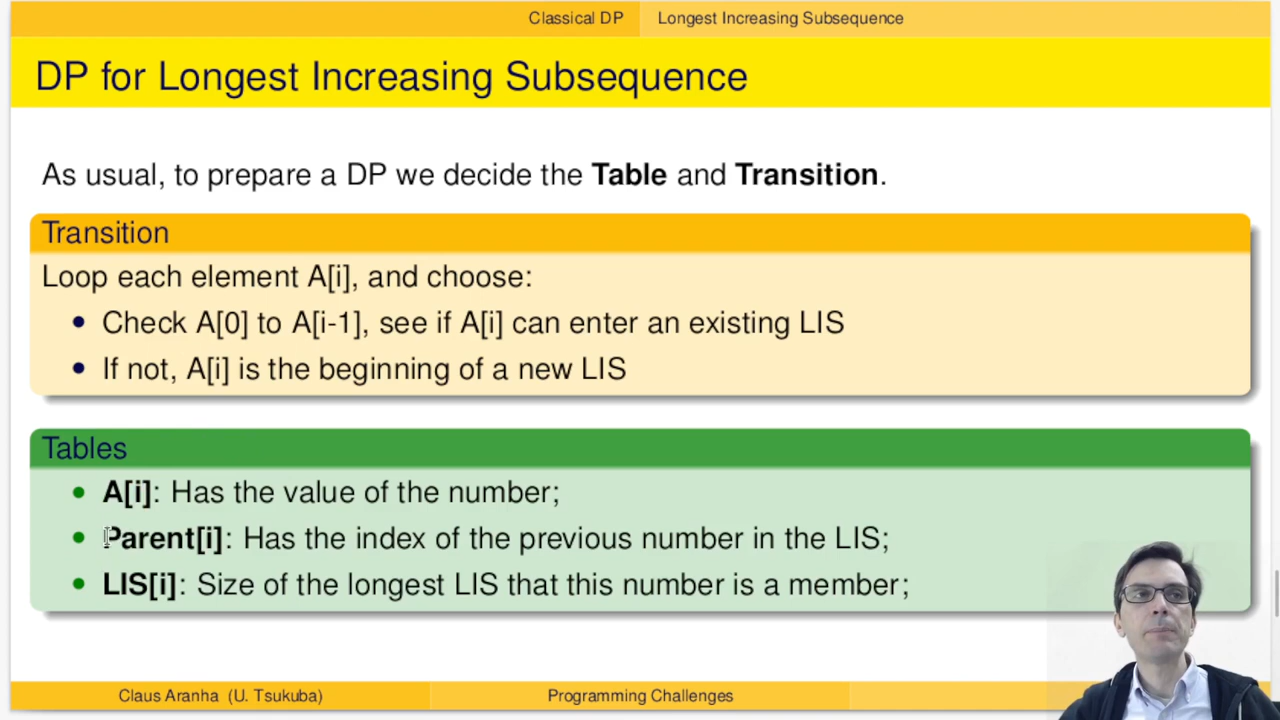 Classical DP Longest Increasing Subsequence
DP for Longest Increasing Subsequence
As usual, to prepare a DP we decide the Table and Transition.
Transition
Loop each element A[i], and choose:
• Check A[0] to A[i-1], see if A[i] can enter an existing LIS
• If not, A[i] is the beginning of a new LIS
Tables
• A[i]: Has the value of the number;
• Parent[i]: Has the index of the previous number in the LIS;
• LIS[i]: Size of the longest LIS that this number is a member;
Claus Aranha (U. Tsukuba) Programming Challenges